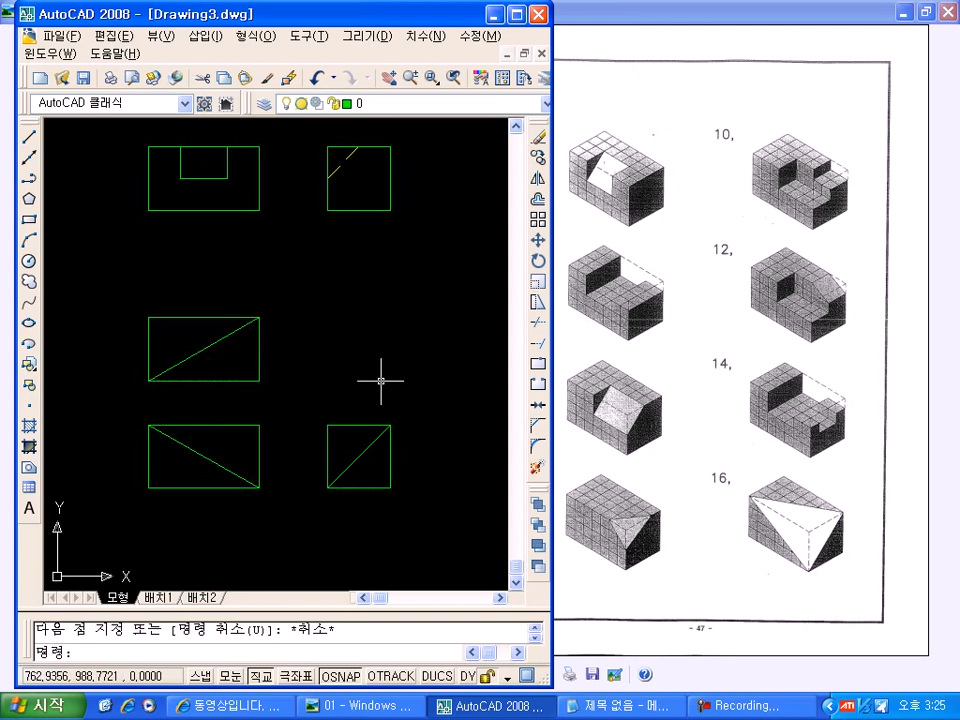 AutoCAD 2008 - [Drawing3.dwg]
파일(F) 편집(E) 뷰(V) 삽입(I) 형식(O) 도구(T) 그리기(D) 치수(N) 수정(M)
윈도우(W) 도움말(H)
AutoCAD 클래식
0
10,
12,
14,
16,
Y
X
A
모형 배치1 배치2
- 47 -
다음 점 지정 또는 [명령 취소(U)]: *취소*
명령:
762,9356, 988,7721 , 0,0000 스냅 모눈 직교 극좌표 OSNAP OTRACK DUCS DY
시작 동영상입니다, ... 01 - Windows ... AutoCAD 2008 ... 제목 없음 - 메... Recording... ATI 오후 3:25